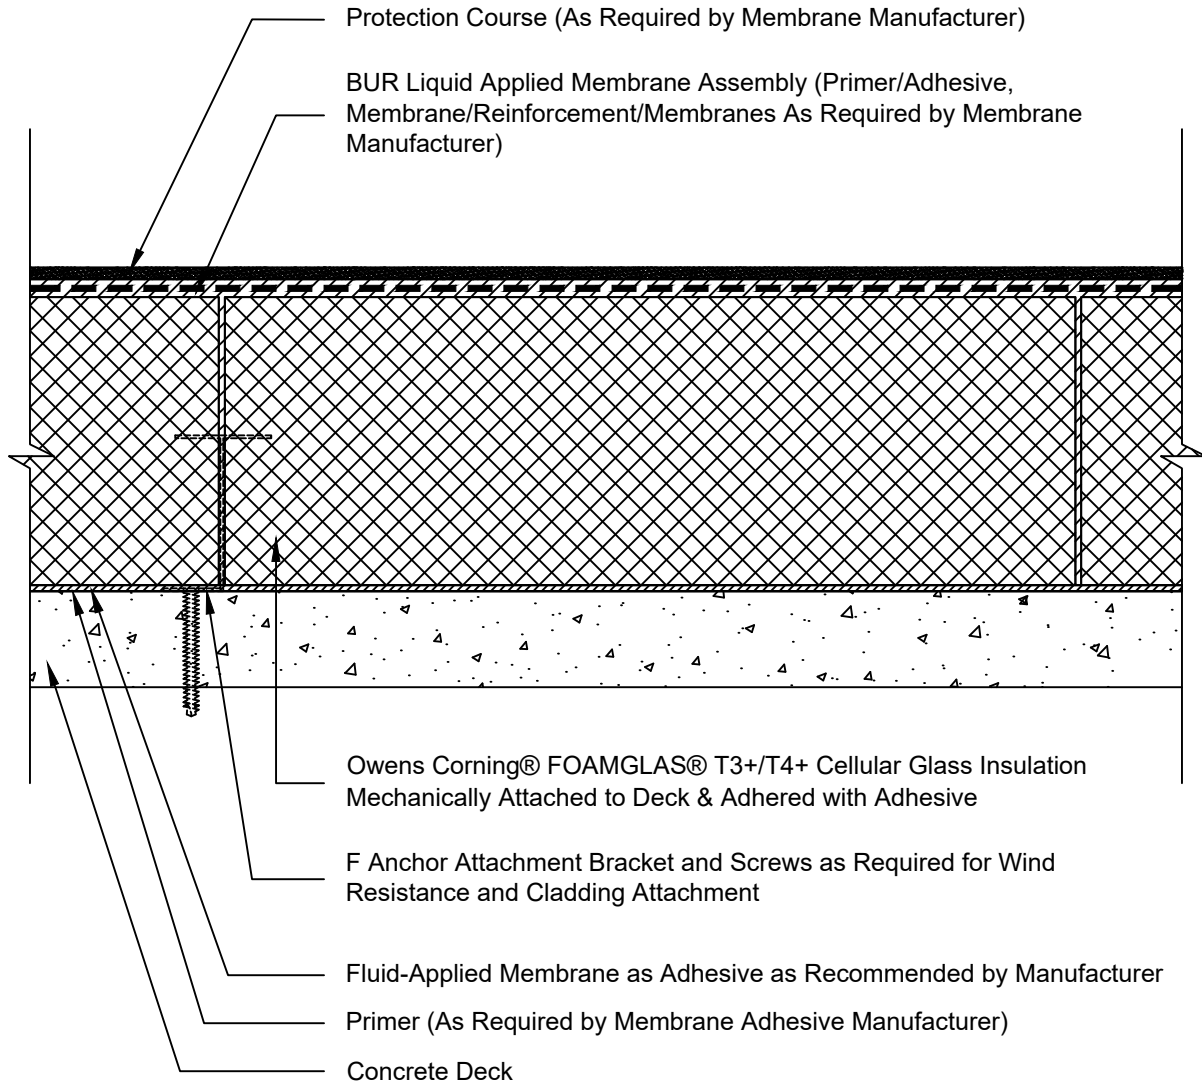 Protection Course (As Required by Membrane Manufacturer)
BUR Liquid Applied Membrane Assembly (Primer/Adhesive,
Membrane/Reinforcement/Membranes As Required by Membrane
Manufacturer)
Owens Corning® FOAMGLAS® T3+/T4+ Cellular Glass Insulation
Mechanically Attached to Deck & Adhered with Adhesive
F Anchor Attachment Bracket and Screws as Required for Wind
Resistance and Cladding Attachment
Fluid-Applied Membrane as Adhesive as Recommended by Manufacturer
Primer (As Required by Membrane Adhesive Manufacturer)
Concrete Deck